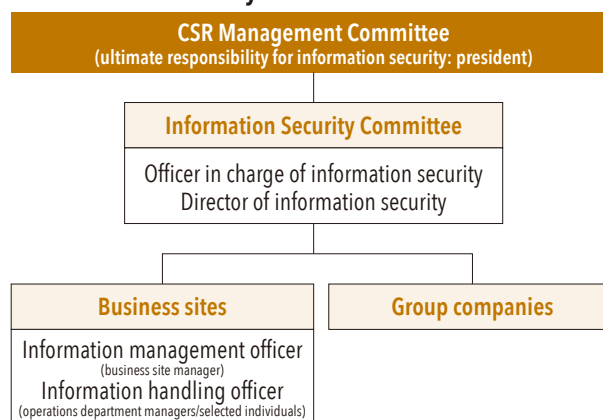 CSR Management Committee
(ultimate responsibility for information security: president)
Information Security Committee
Officer in charge of information security
Director of information security
Business sites
Group companies
Information management officer
(business site manager)
Information handling officer
(operations department managers/selected individuals)